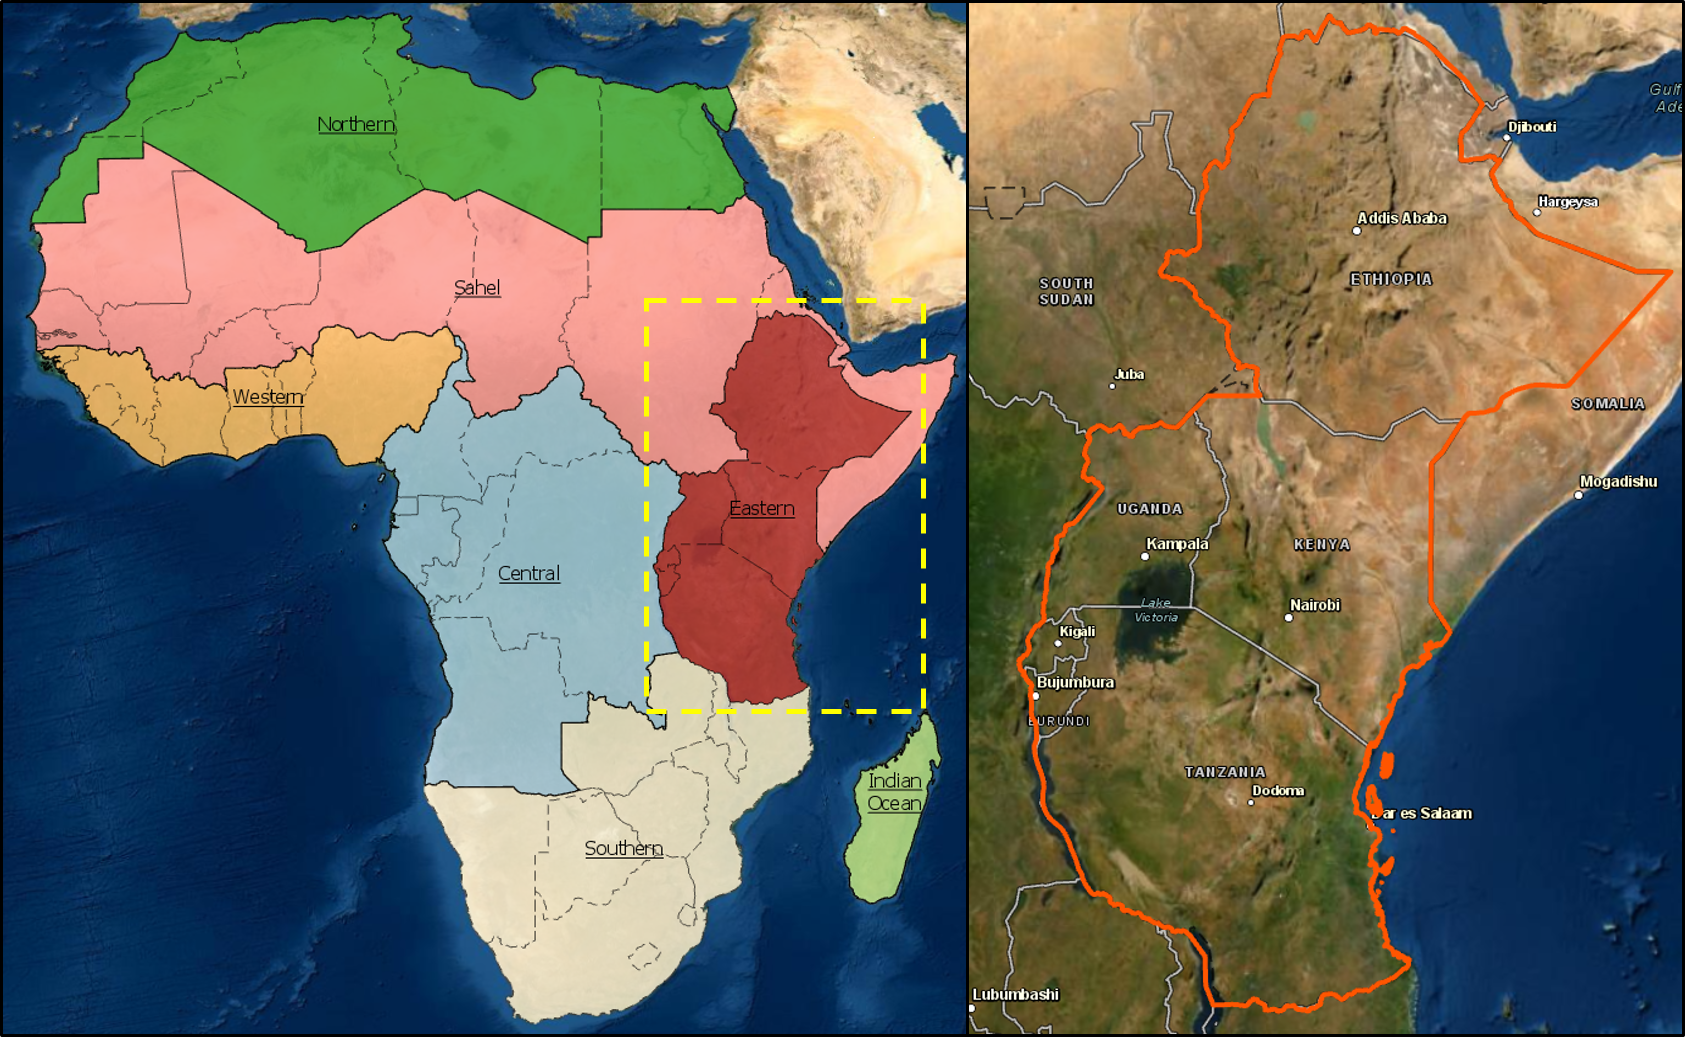 Northern
Sahel
Western
Eastern
Central
Indian
Ocean
Southern
Gulf
Ade
Djibouti
Hargeysa
Addis Ababa
ETHIOPIA
SOUTH
SUDAN
Juba
SOMALIA
Mogadishu
UGANDA
Kampala
KENYA
Lake
Victoria
Nairobi
Kigali
Bujumbura
BURUNDI
TANZANIA
Dodoma
Dar es Salaam
Lubumbashi